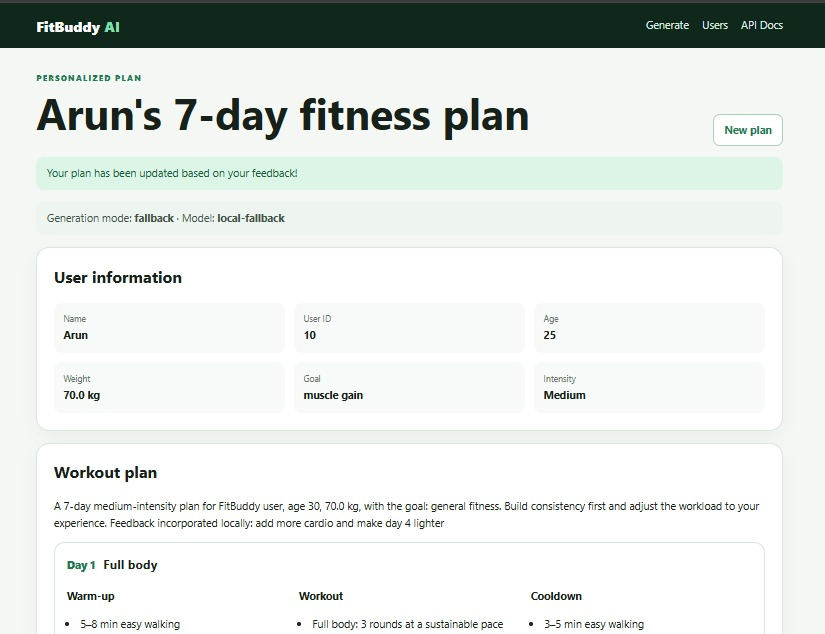 FitBuddy AI
Generate Users API Docs
PERSONALIZED PLAN
Arun's 7-day fitness plan
New plan
Your plan has been updated based on your feedback!
Generation mode: fallback · Model: local-fallback
User information
Name
Arun
User ID
10
Age
25
Weight
70.0 kg
Goal
muscle gain
Intensity
Medium
Workout plan
A 7-day medium-intensity plan for FitBuddy user, age 30, 70.0 kg, with the goal: general fitness. Build consistency first and adjust the workload to your
experience. Feedback incorporated locally: add more cardio and make day 4 lighter
Day 1 Full body
Warm-up
• 5–8 min easy walking
Workout
• Full body: 3 rounds at a sustainable pace
Cooldown
• 3–5 min easy walking